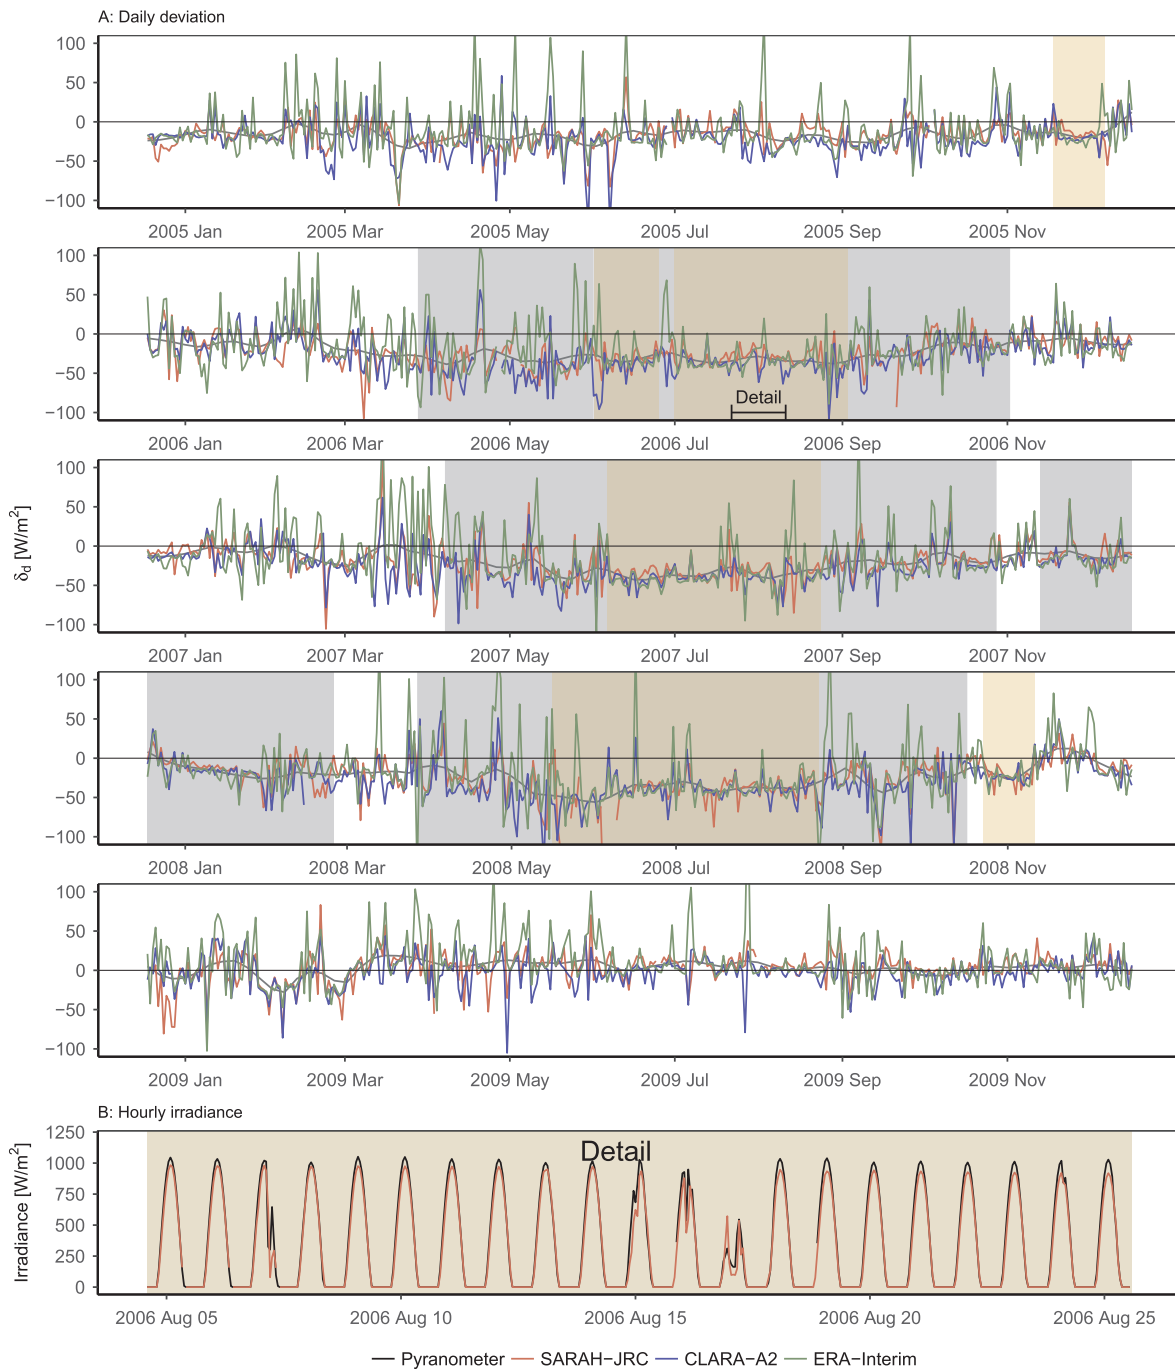 A: Daily deviation
100
50
0
−50
−100
2005 Jan 2005 Mar 2005 May 2005 Jul 2005 Sep 2005 Nov
100
50
0
−50
−100
Detail
2006 Jan 2006 Mar 2006 May 2006 Jul 2006 Sep 2006 Nov
δd [W/m²]
100
50
0
−50
−100
2007 Jan 2007 Mar 2007 May 2007 Jul 2007 Sep 2007 Nov
100
50
0
−50
−100
2008 Jan 2008 Mar 2008 May 2008 Jul 2008 Sep 2008 Nov
100
50
0
−50
−100
2009 Jan 2009 Mar 2009 May 2009 Jul 2009 Sep 2009 Nov
B: Hourly irradiance
Irradiance [W/m²]
1250
1000
750
500
250
0
Detail
2006 Aug 05 2006 Aug 10 2006 Aug 15 2006 Aug 20 2006 Aug 25
Pyranometer SARAH−JRC CLARA−A2 ERA−Interim